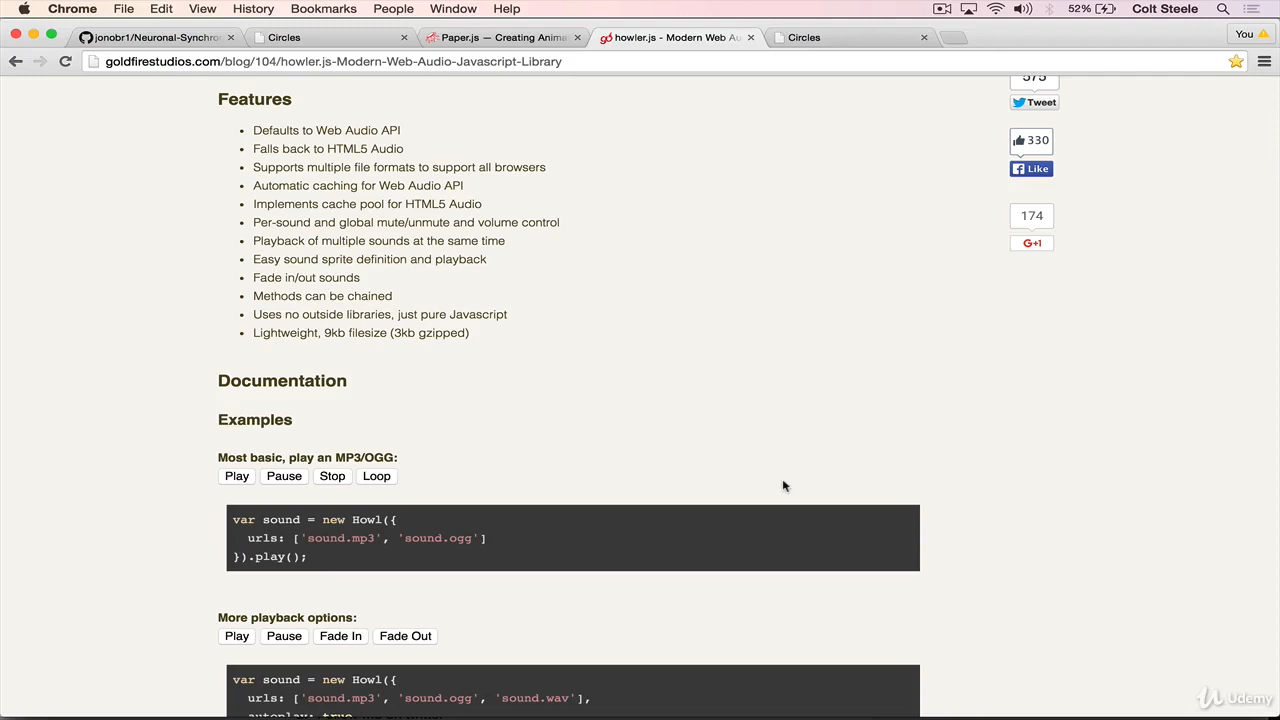 Chrome File Edit View History Bookmarks People Window Help 52% Colt Steele
jonobr1/Neuronal-Synchro Circles Paper.js — Creating Anima howler.js - Modern Web Au Circles You
goldfirestudios.com/blog/104/howler.js-Modern-Web-Audio-Javascript-Library
575
Tweet
330
Like
174
G+1
Features
• Defaults to Web Audio API
• Falls back to HTML5 Audio
• Supports multiple file formats to support all browsers
• Automatic caching for Web Audio API
• Implements cache pool for HTML5 Audio
• Per-sound and global mute/unmute and volume control
• Playback of multiple sounds at the same time
• Easy sound sprite definition and playback
• Fade in/out sounds
• Methods can be chained
• Uses no outside libraries, just pure Javascript
• Lightweight, 9kb filesize (3kb gzipped)
Documentation
Examples
Most basic, play an MP3/OGG:
Play Pause Stop Loop
var sound = new Howl({
urls: ['sound.mp3', 'sound.ogg']
}).play();
More playback options:
Play Pause Fade In Fade Out
var sound = new Howl({
urls: ['sound.mp3', 'sound.ogg', 'sound.wav'],
autoplay: true,
Udemy